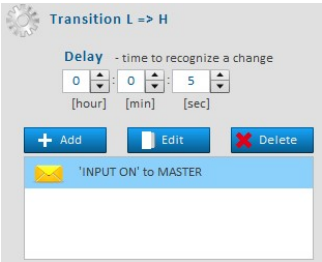 Transition L => H
Delay - time to recognize a change
0 : 0 : 5
[hour] [min] [sec]
Add Edit Delete
'INPUT ON' to MASTER